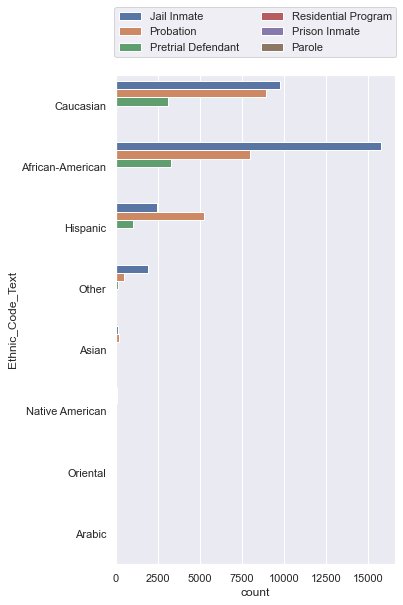 Jail Inmate
Probation
Pretrial Defendant
Residential Program
Prison Inmate
Parole
Caucasian
African-American
Hispanic
Other
Asian
Native American
Oriental
Arabic
Ethnic_Code_Text
0 2500 5000 7500 10000 12500 15000
count